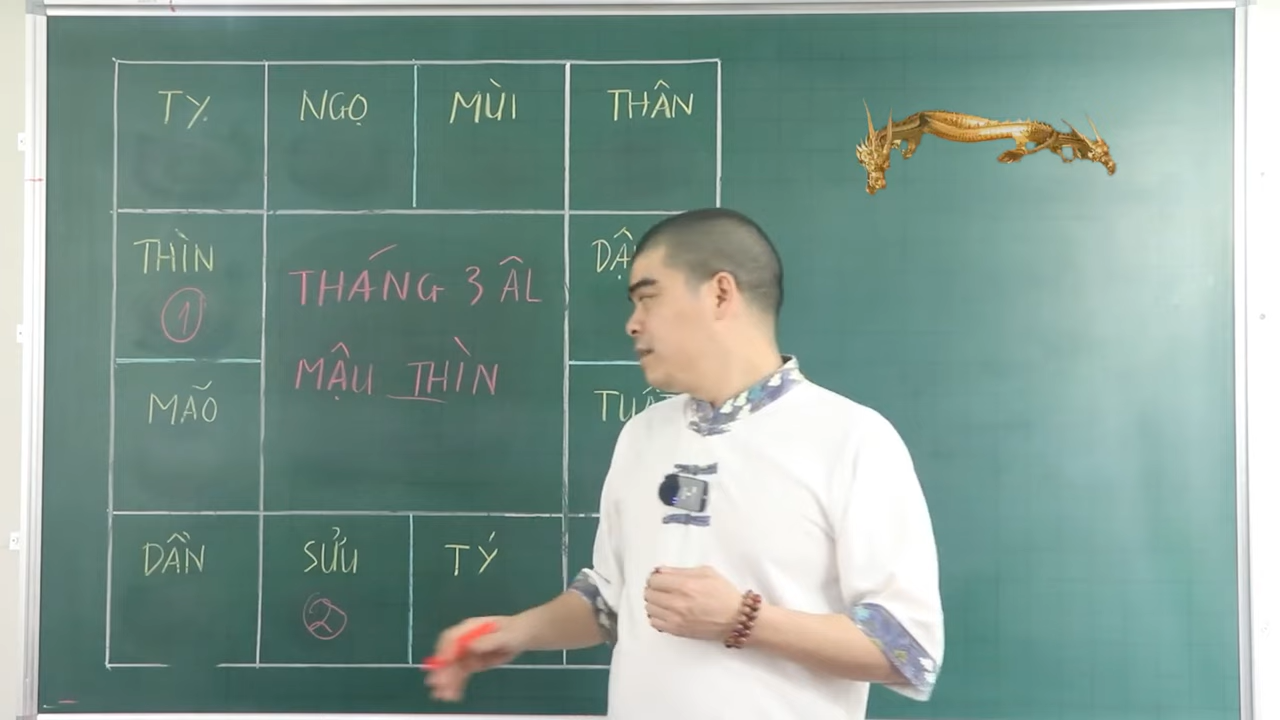 TỴ NGỌ MÙI THÂN
THÌN
①
THÁNG 3 ÂL
MẬU THÌN
MÃO
DẦN SỬU TÝ
②